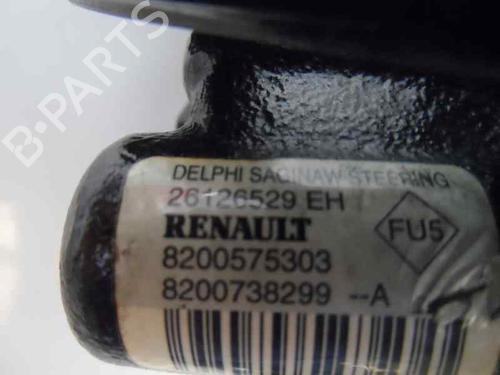 B-PARTS
DELPHI SAGINAW STEERING
26126529 EH
RENAULT
FU5
8200575303
8200738299 --A